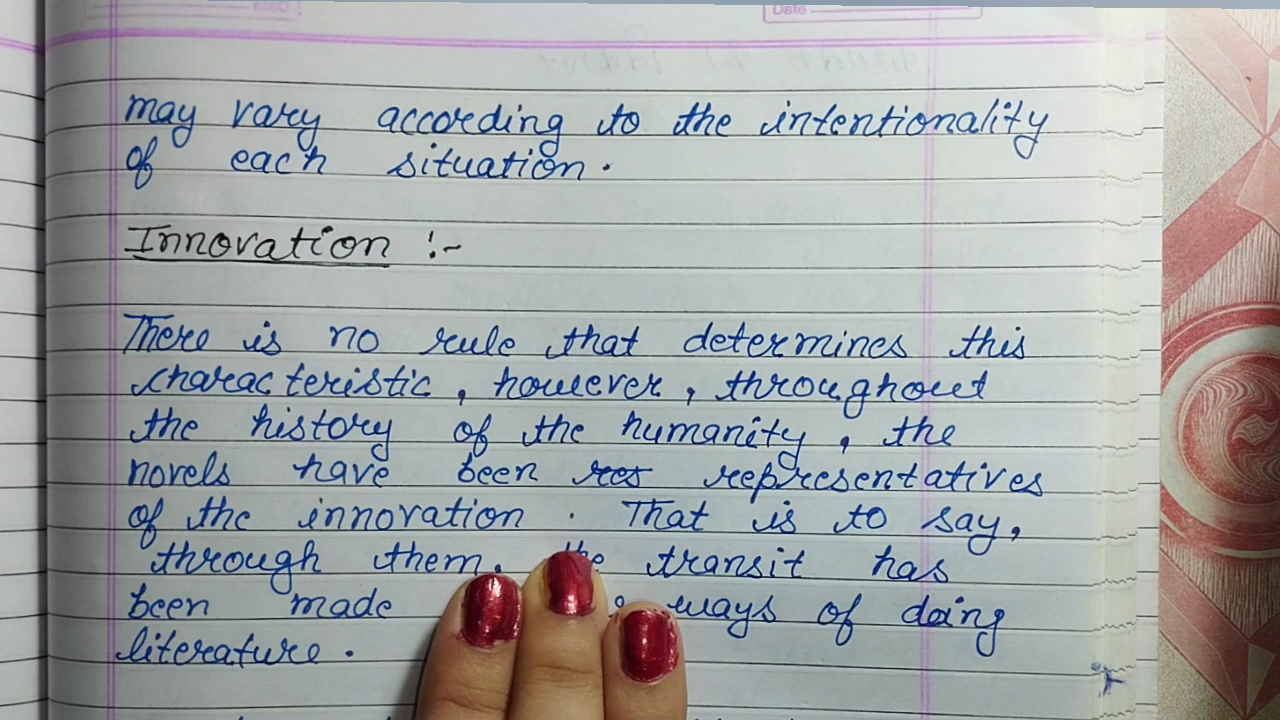 Date
may vary according to the intentionality
of each situation.
Innovation :-
There is no rule that determines this
characteristic, however, throughout
the history of the humanity, the
novels have been res representatives
of the innovation. That is to say,
through them, the transit has
been made ways of doing
literature.